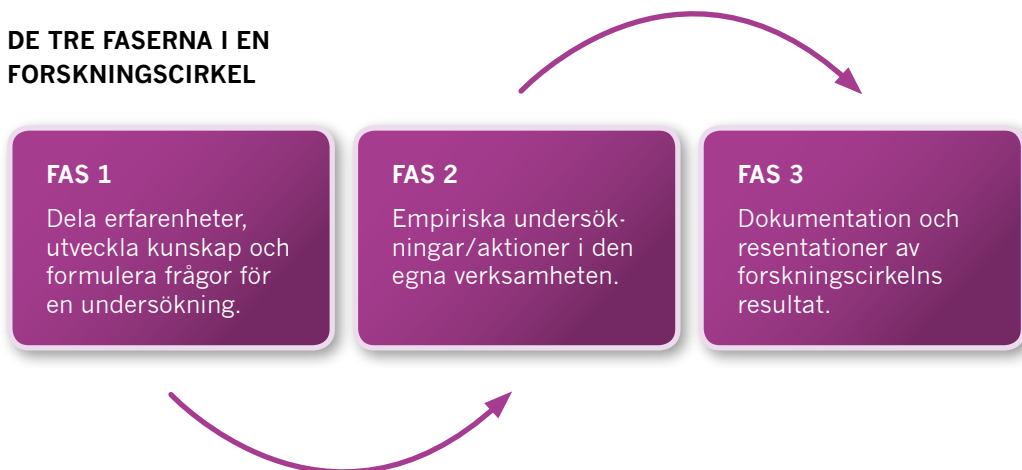 DE TRE FASERNA I EN
FORSKNINGSCIRKEL
FAS 1
Dela erfarenheter,
utveckla kunskap och
formulera frågor för
en undersökning.
FAS 2
Empiriska undersök-
ningar/aktioner i den
egna verksamheten.
FAS 3
Dokumentation och
resentationer av
forskningscirkelns
resultat.